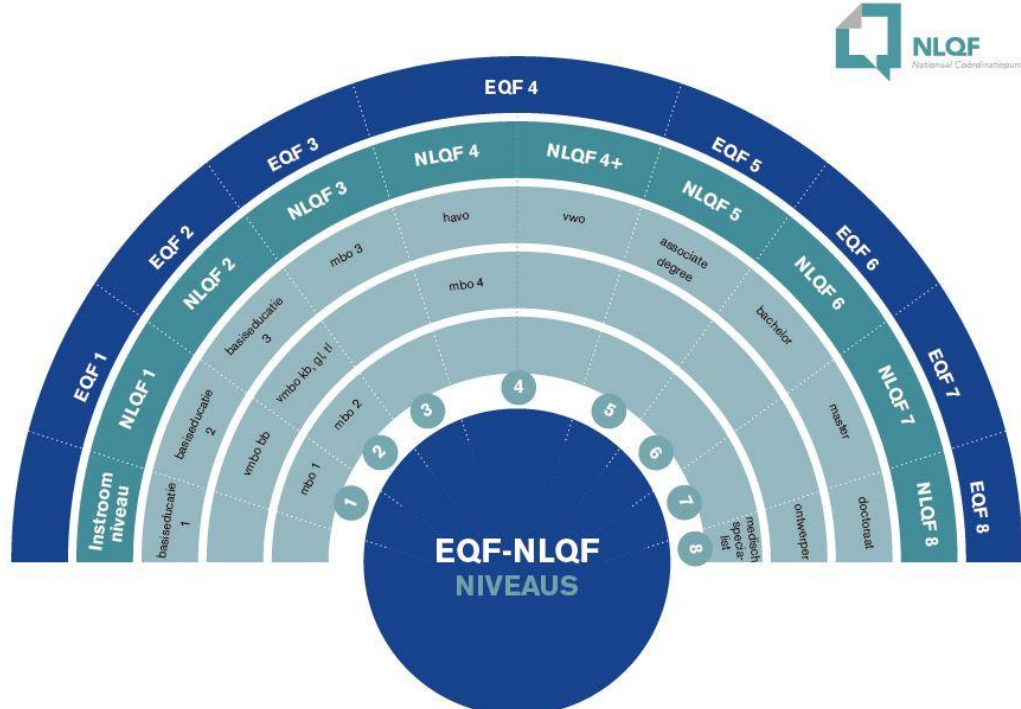 NLQF
Nationaal Coördinatiepunt
EQF 1
EQF 2
EQF 3
EQF 4
EQF 5
EQF 6
EQF 7
EQF 8
Instroom
niveau
NLQF 1
NLQF 2
NLQF 3
NLQF 4
NLQF 4+
NLQF 5
NLQF 6
NLQF 7
NLQF 8
basiseducatie
1
basiseducatie
2
basiseducatie
3
mbo 3
havo
vwo
associate
degree
bachelor
master
doctoraat
vmbo bb
vmbo kb, gl, tl
mbo 4
ontwerper
mbo 1
mbo 2
medisch
specia-
list
1
2
3
4
5
6
7
8
EQF-NLQF
NIVEAUS